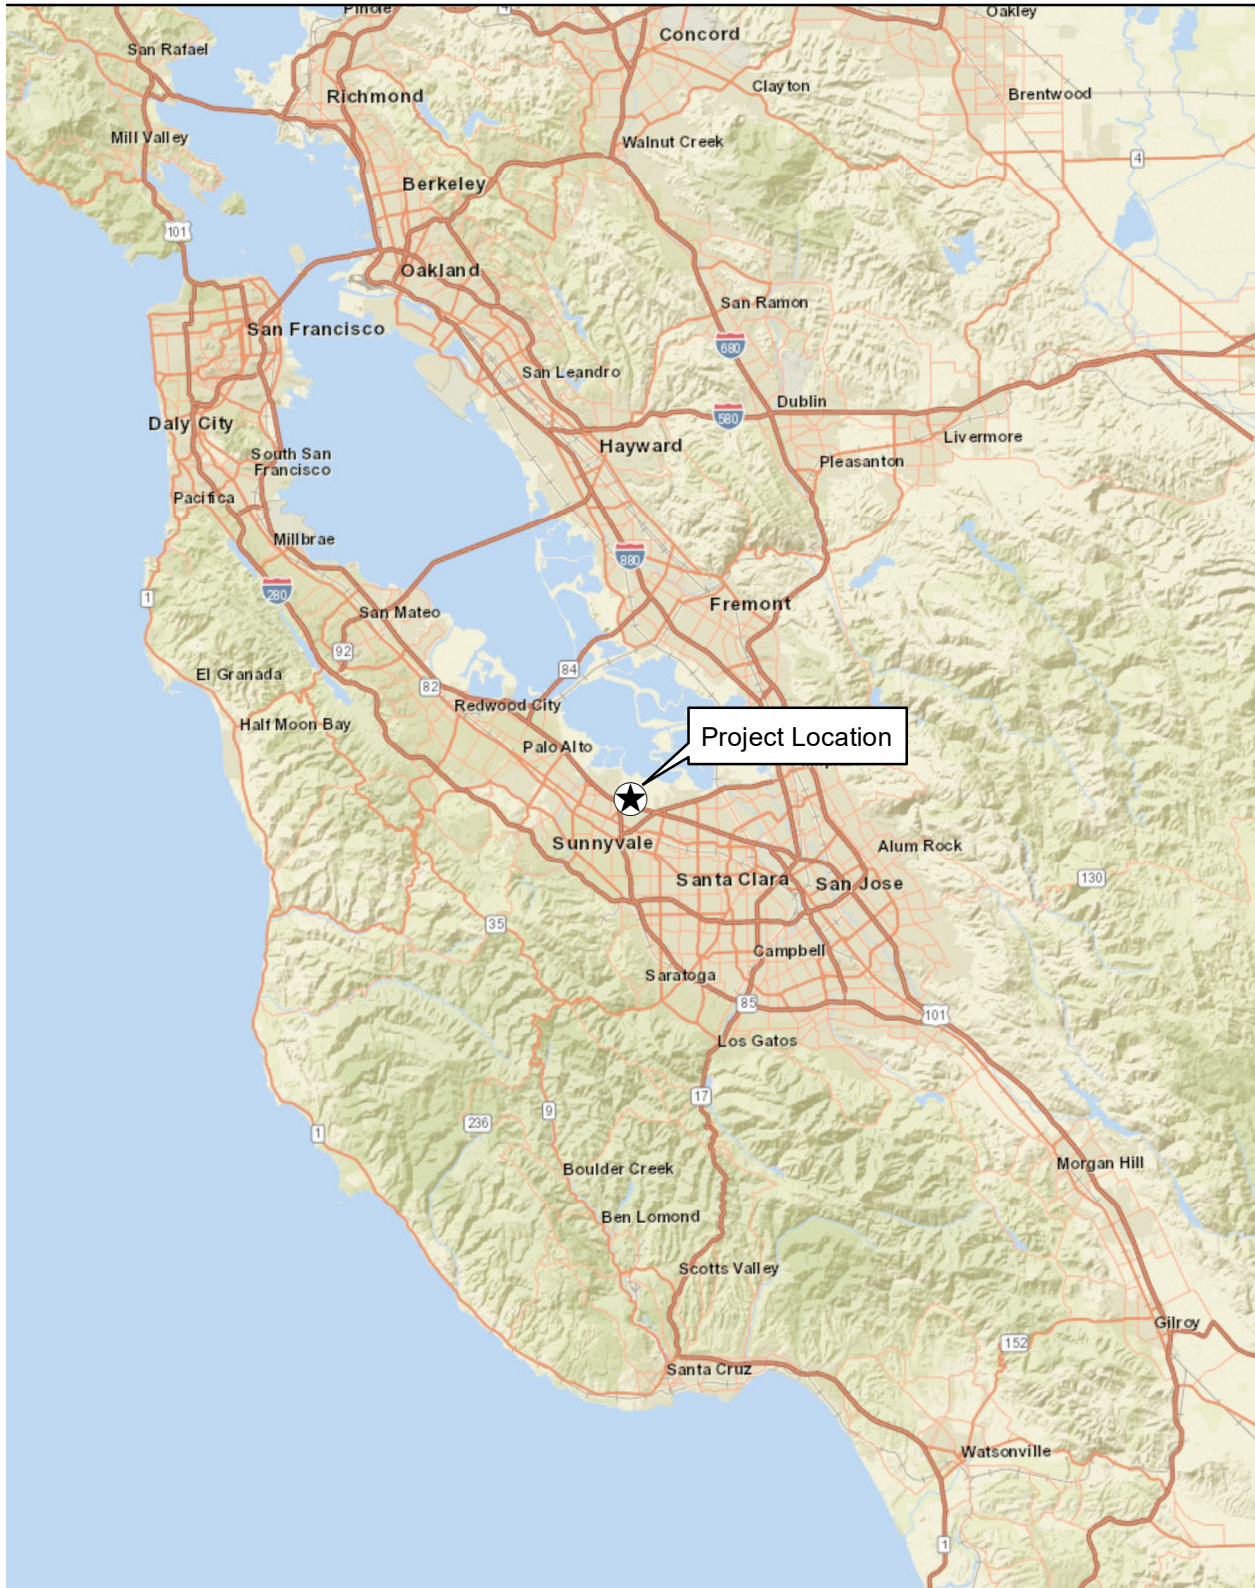 Pinole
4
Oakley
San Rafael
Concord
Clayton
Brentwood
Richmond
Mill Valley
Walnut Creek
4
Berkeley
101
Oakland
San Ramon
San Francisco
680
San Leandro
Dublin
580
Daly City
Livermore
Hayward
South San
Francisco
Pleasanton
Pacifica
Millbrae
880
280
1
Fremont
San Mateo
92
84
El Granada
82
Redwood City
Half Moon Bay
Project Location
Palo Alto
Sunnyvale
Alum Rock
Santa Clara
San Jose
130
35
Campbell
Saratoga
85
101
Los Gatos
17
9
236
1
Morgan Hill
Boulder Creek
Ben Lomond
Scotts Valley
Gilroy
152
Santa Cruz
Watsonville
1